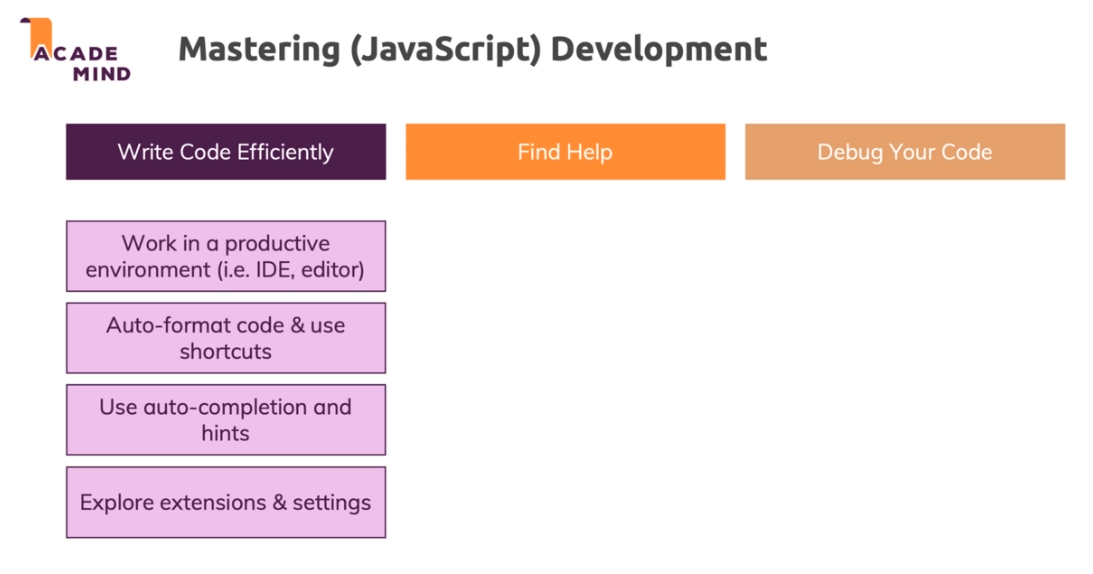 ACADE
MIND
Mastering (JavaScript) Development
Write Code Efficiently
Find Help
Debug Your Code
Work in a productive
environment (i.e. IDE, editor)
Auto-format code & use
shortcuts
Use auto-completion and
hints
Explore extensions & settings